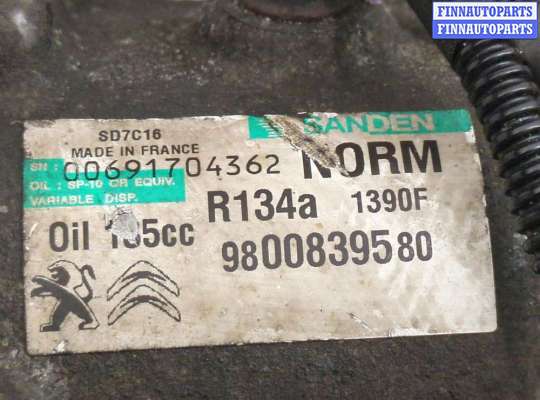 FINNAUTOPARTS
FINNAUTOPARTS
SD7C16
MADE IN FRANCE
SANDEN
SN: 00691704362 NORM
OIL: SP-10 OR EQUIV.
VARIABLE DISP.
R134a 1390F
Oil cc
9800839580